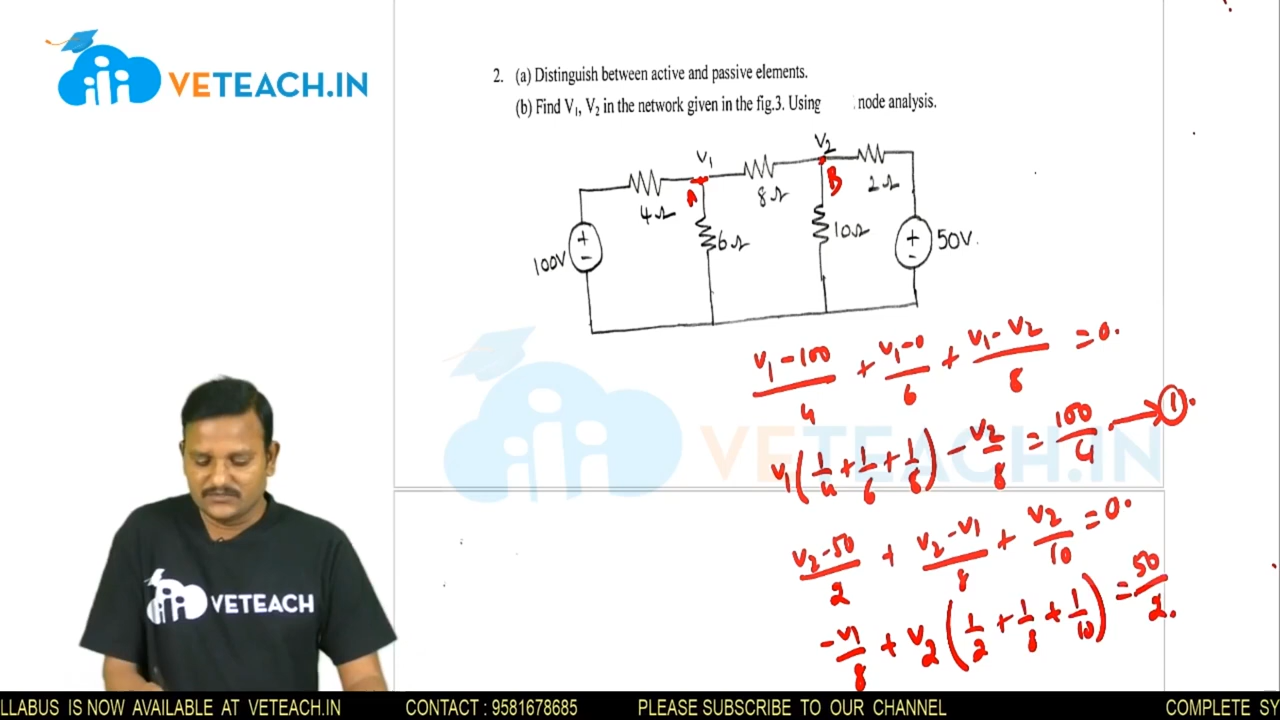 VETEACH.IN
2. (a) Distinguish between active and passive elements.
(b) Find V₁, V₂ in the network given in the fig.3. Using node analysis.
V₁
V₂
A
B
4Ω
8Ω
2Ω
6Ω
10Ω
100V
+
-
50V.
+
-
(V₁-100)/4 + (V₁-0)/6 + (V₁-V₂)/8 = 0.
V₁(1/4+1/6+1/8) - V₂/8 = 100/4. → ①.
(V₂-50)/2 + (V₂-V₁)/8 + V₂/10 = 0.
-V₁/8 + V₂(1/2+1/8+1/10) = 50/2.
VETEACH.IN
VETEACH
LLABUS IS NOW AVAILABLE AT VETEACH.IN CONTACT : 9581678685 PLEASE SUBSCRIBE TO OUR CHANNEL COMPLETE SY